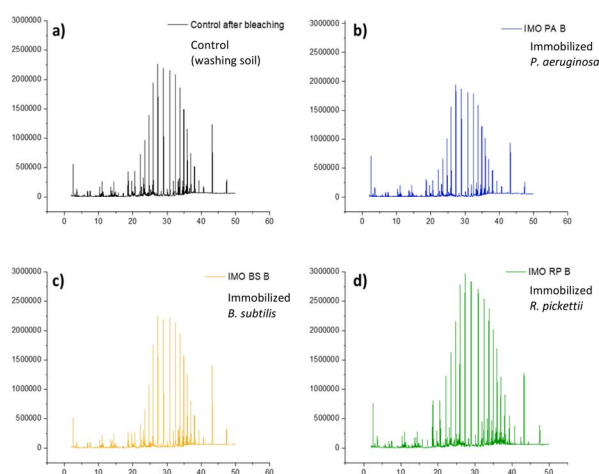 a)
Control after bleaching
Control
(washing soil)
3000000
2500000
2000000
1500000
1000000
500000
0
0 10 20 30 40 50 60
b)
IMO PA B
Immobilized
P. aeruginosa
3000000
2500000
2000000
1500000
1000000
500000
0
0 10 20 30 40 50 60
c)
IMO BS B
Immobilized
B. subtilis
3000000
2500000
2000000
1500000
1000000
500000
0
0 10 20 30 40 50 60
d)
IMO RP B
Immobilized
R. pickettii
3000000
2500000
2000000
1500000
1000000
500000
0
0 10 20 30 40 50 60